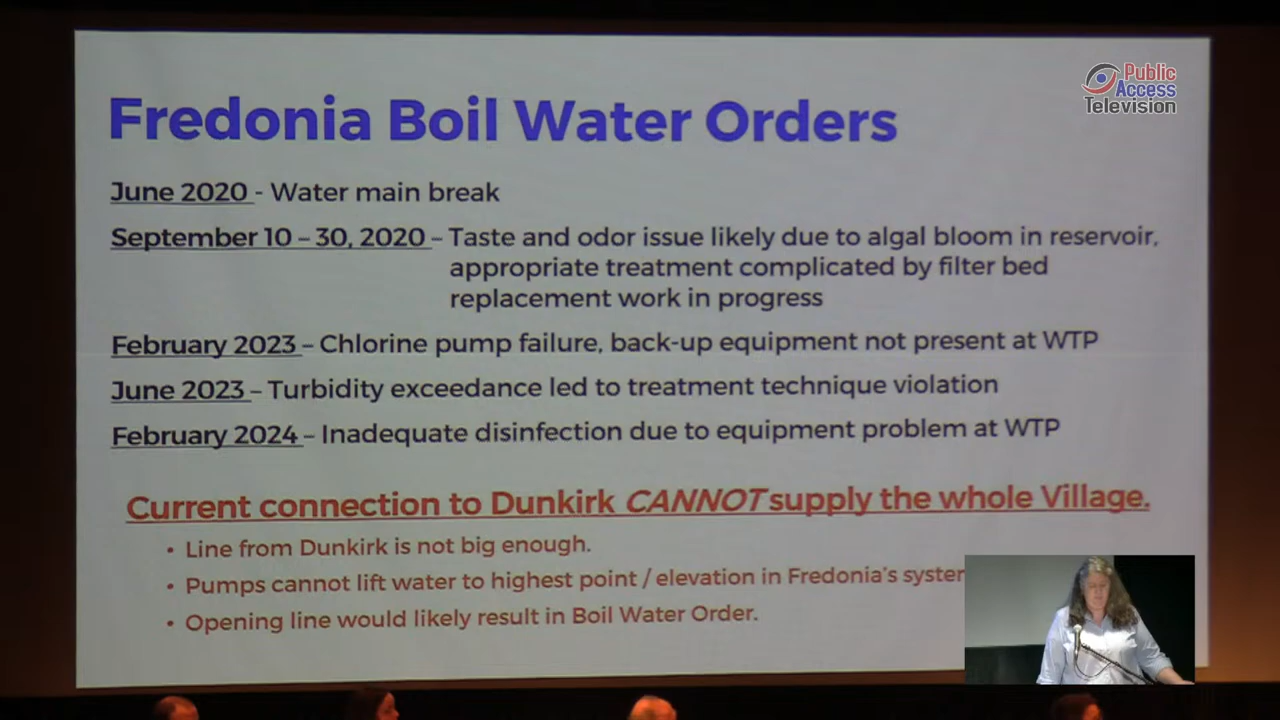 Public
Access
Television
Fredonia Boil Water Orders
June 2020 - Water main break
September 10 – 30, 2020 – Taste and odor issue likely due to algal bloom in reservoir,
appropriate treatment complicated by filter bed
replacement work in progress
February 2023 – Chlorine pump failure, back-up equipment not present at WTP
June 2023 – Turbidity exceedance led to treatment technique violation
February 2024 – Inadequate disinfection due to equipment problem at WTP
Current connection to Dunkirk CANNOT supply the whole Village.
• Line from Dunkirk is not big enough.
• Pumps cannot lift water to highest point / elevation in Fredonia's
• Opening line would likely result in Boil Water Order.